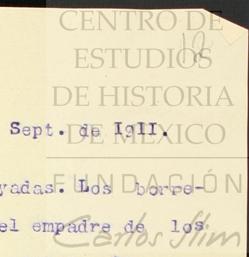 CENTRO DE
ESTUDIOS
DE HISTORIA
DE MÉXICO
FUNDACIÓN
Carlos Slim
Sept. de I9II.
yadas. Los borre-
el empadre de los